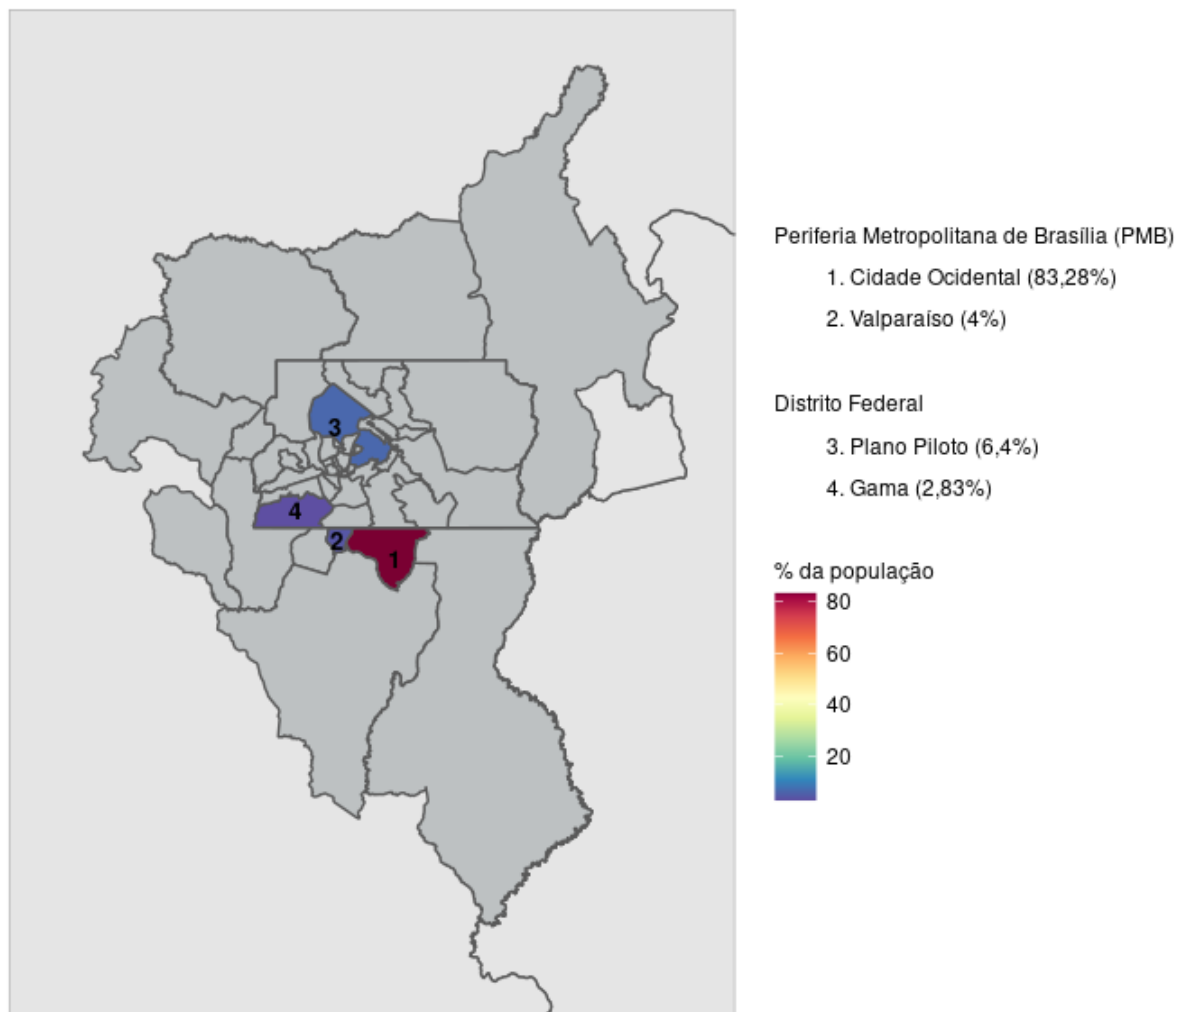 Periferia Metropolitana de Brasília (PMB)
1. Cidade Ocidental (83,28%)
2. Valparaíso (4%)
Distrito Federal
3. Plano Piloto (6,4%)
4. Gama (2,83%)
% da população
80
60
40
20
3
4
2
1